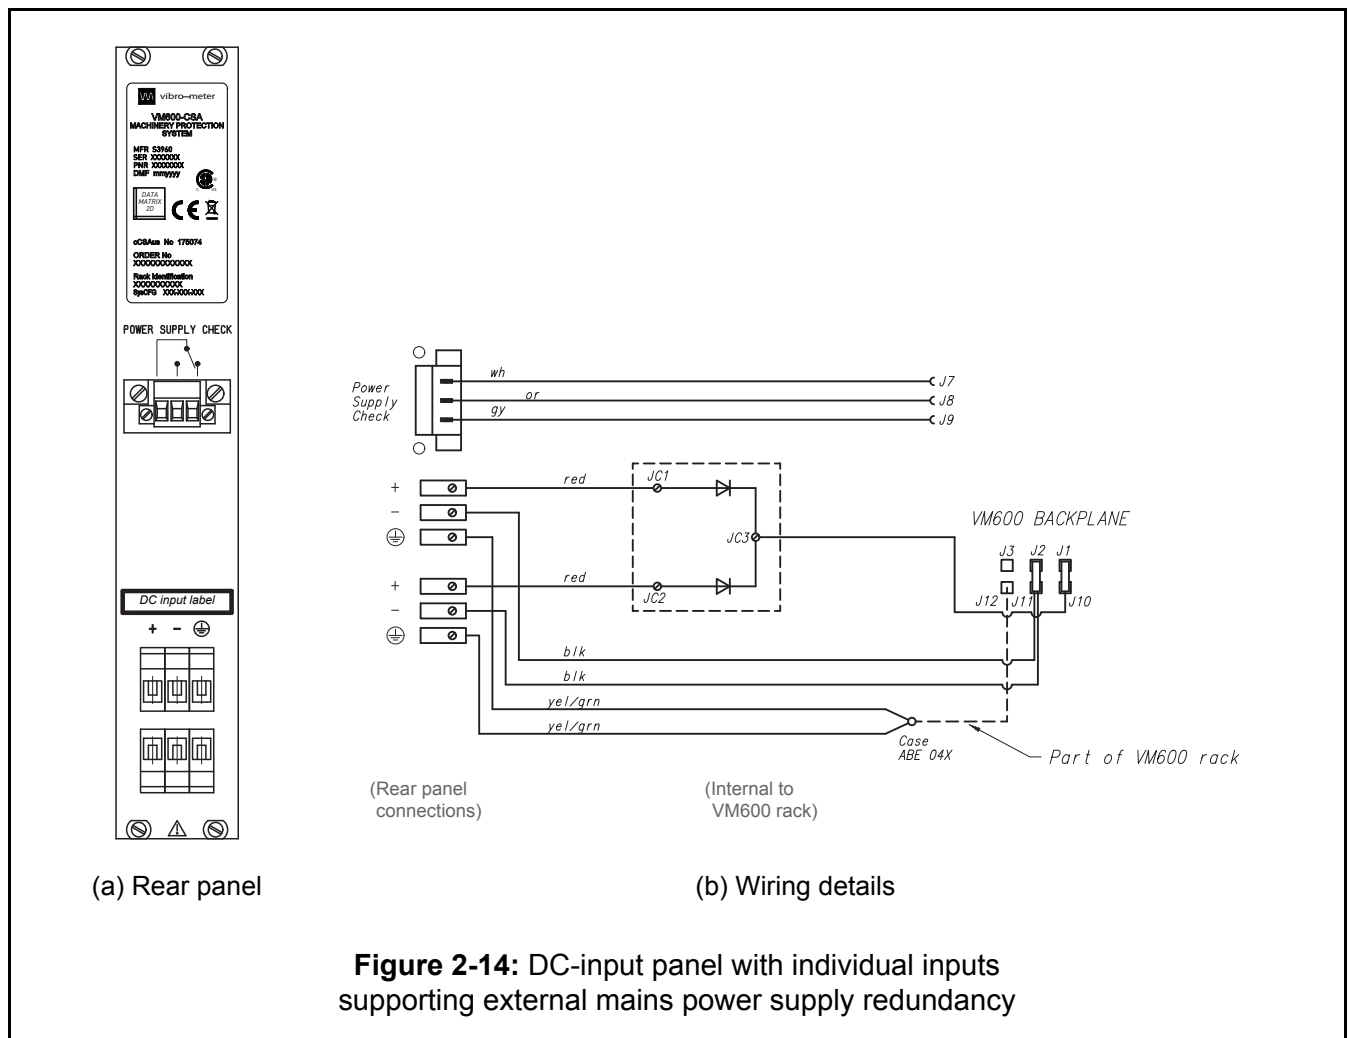 vibro-meter
VM600-CSA
MACHINERY PROTECTION
SYSTEM
MFR S3960
SER XXXXXXX
PNR XXXXXXXX
DMF mmyyyy
DATA
MATRIX
2D
CE
cCSAus No 175074
ORDER No
XXXXXXXXXXXXX
Rack Identification
XXXXXXXXXXX
SysCFG XXX-XXX-XXX
POWER SUPPLY CHECK
DC input label
+ -
(a) Rear panel
Power
Supply
Check
wh
or
gy
J7
J8
J9
+
-
+
-
red
red
JC1
JC2
JC3
VM600 BACKPLANE
J3 J2 J1
J12 J11 J10
blk
blk
yel/grn
yel/grn
Case
ABE 04X
Part of VM600 rack
(Rear panel
connections)
(Internal to
VM600 rack)
(b) Wiring details
Figure 2-14: DC-input panel with individual inputs
supporting external mains power supply redundancy